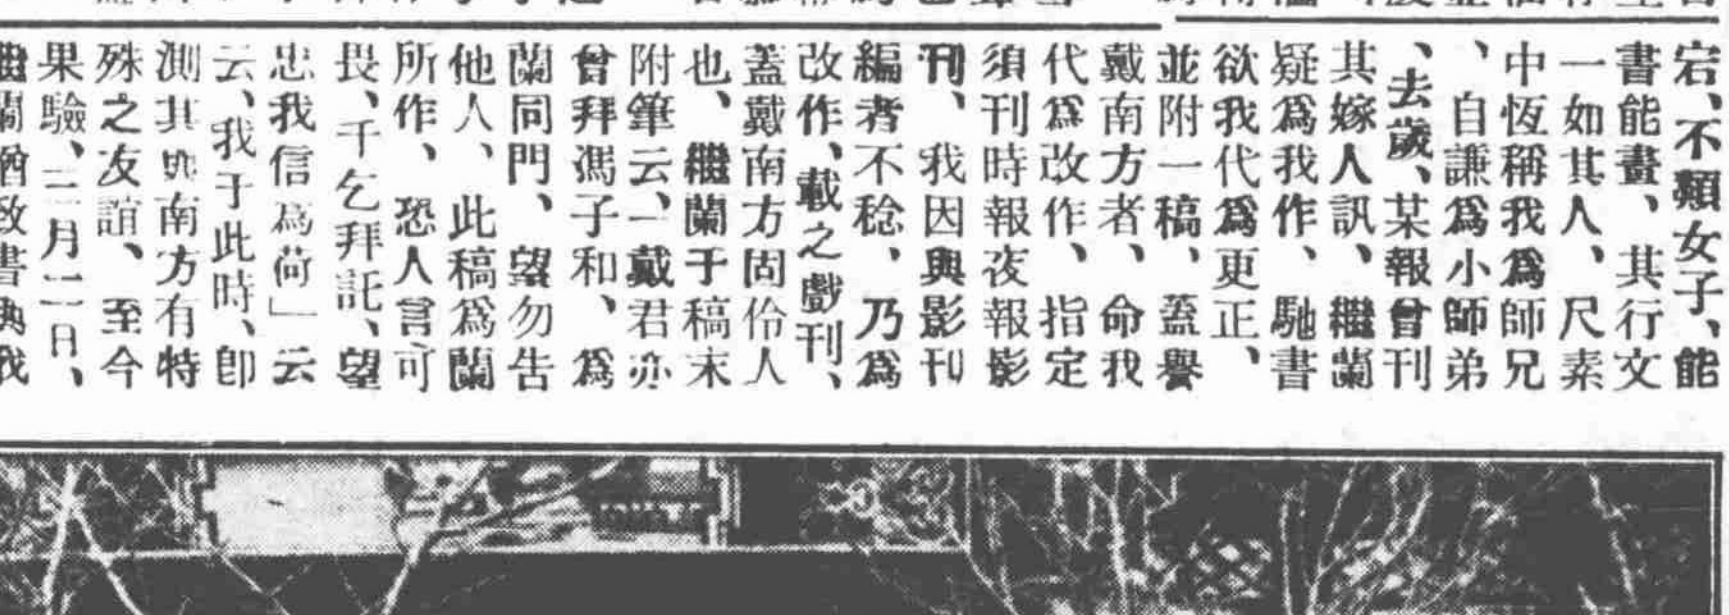 宕、不類女子、能
書能畫、其行文
一如其人、尺素
中恆稱我爲師兄
、自謙爲小師弟
、去歲、某報曾刊
其嫁人訊、繼蘭
疑爲我作、馳書
欲我代爲更正、
並附一稿、蓋譽
戴南方者、命我
代爲改作、指定
須刊時報夜報影
刊、我因與影刊
編者不稔、乃爲
改作、載之戲刊、
蓋戴南方固伶人
也、繼蘭于稿末
附筆云、「戴君亦
曾拜馮子和、爲
蘭同門、望勿告
他人、此稿爲蘭
所作、恐人言可
畏、千乞拜託、望
忠我信爲荷」云
云、我于此時、卽
測其與南方有特
殊之友誼、至今
果驗、三月二日、
蘭猶致書與我